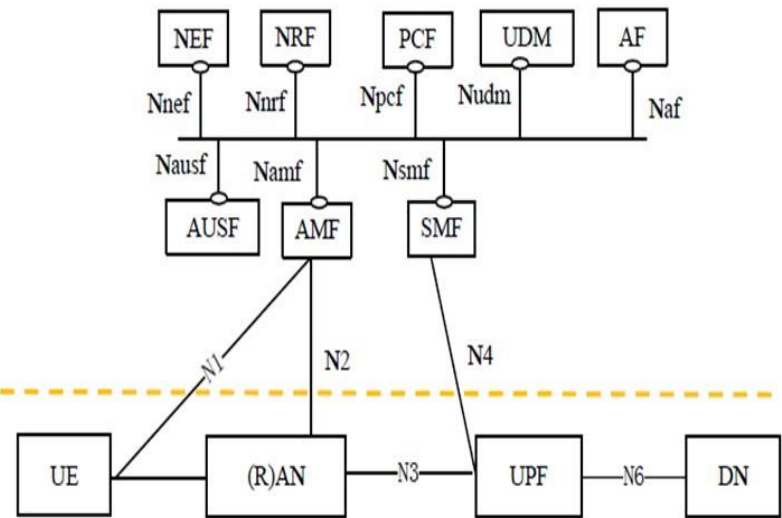 NEF
NRF
PCF
UDM
AF
Nnef
Nnrf
Npcf
Nudm
Naf
Nausf
Namf
Nsmf
AUSF
AMF
SMF
N1
N2
N4
UE
(R)AN
N3
UPF
N6
DN